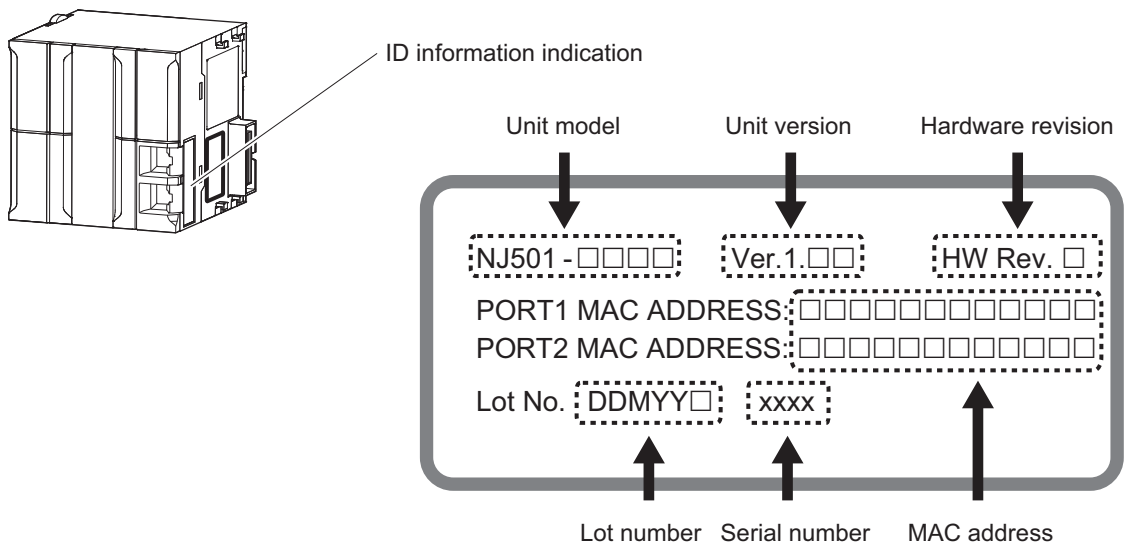 ID information indication
Unit model Unit version Hardware revision
NJ501-□□□□ Ver.1.□□ HW Rev. □
PORT1 MAC ADDRESS: □□□□□□□□□□□□
PORT2 MAC ADDRESS: □□□□□□□□□□□□
Lot No. DDMYY□ xxxx
Lot number Serial number MAC address